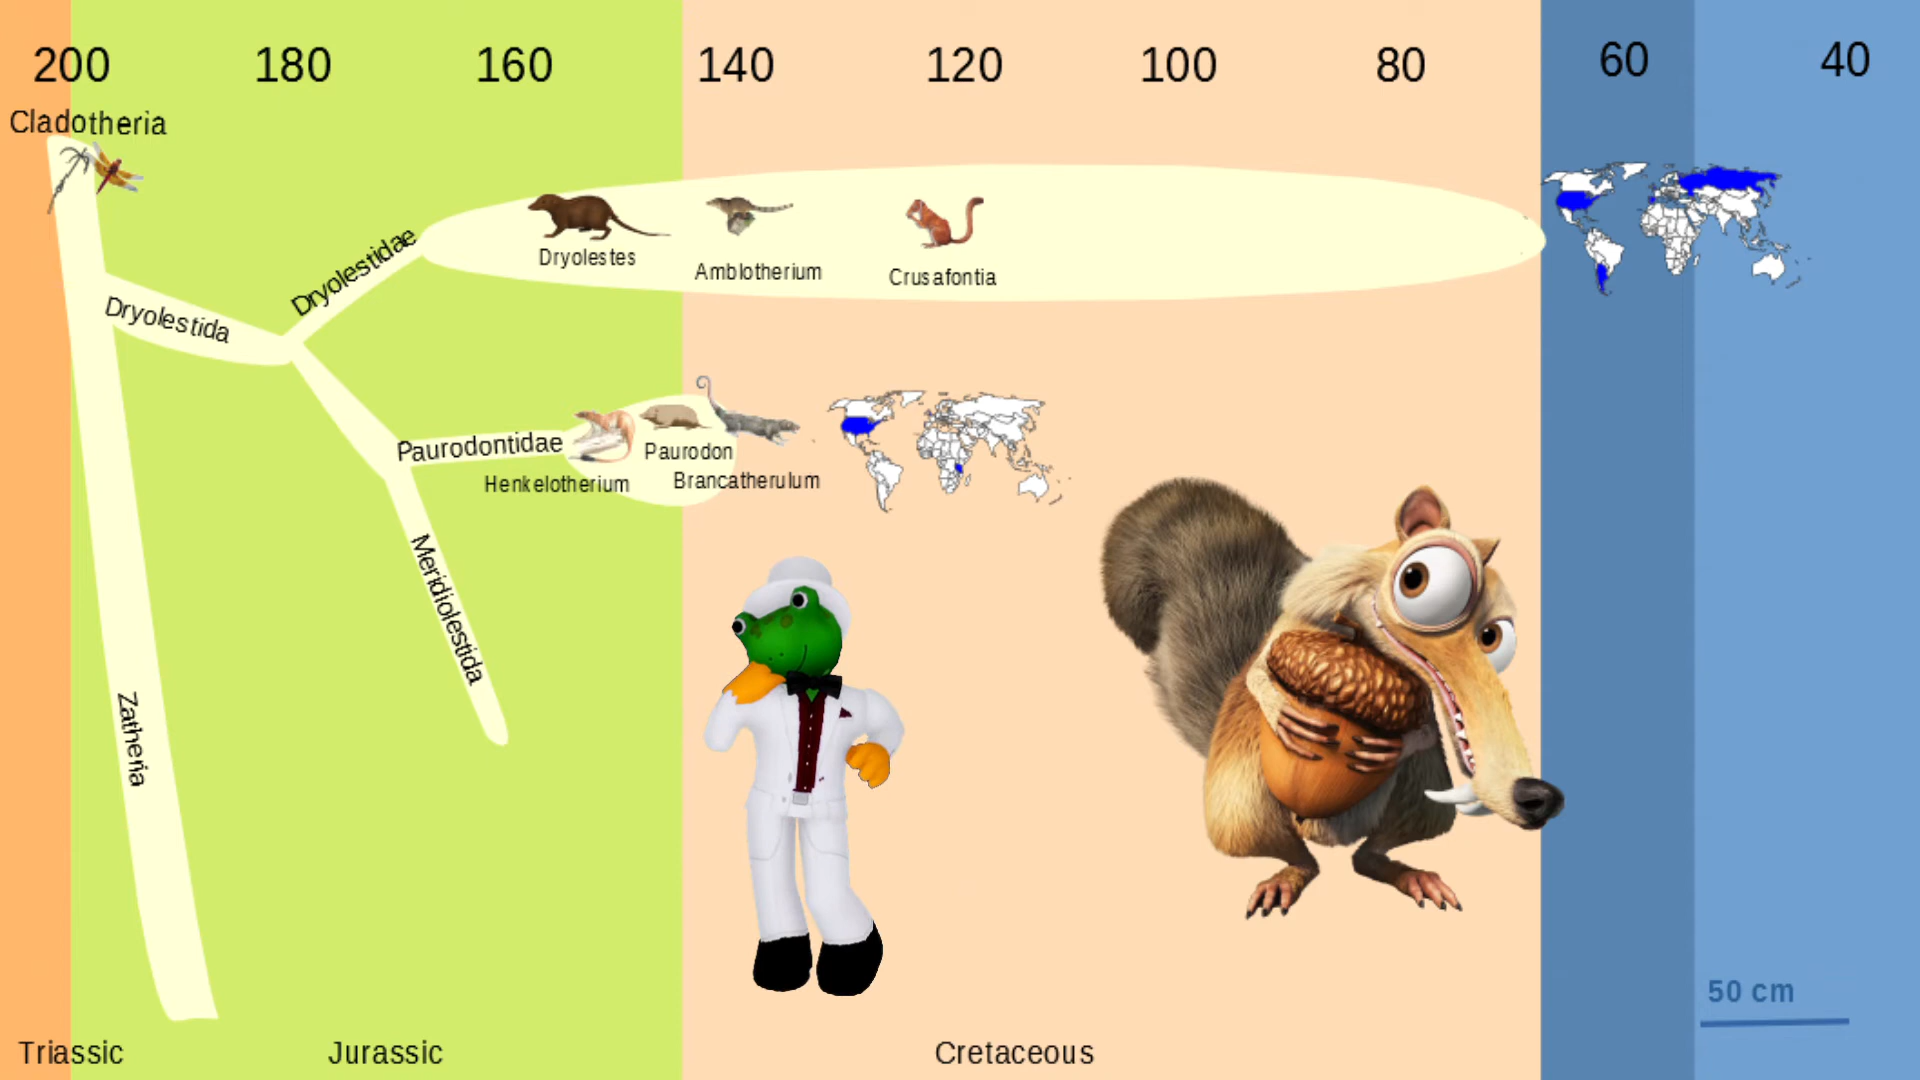 200 180 160 140 120 100 80 60 40
Cladotheria
Dryolestidae
Dryolestes
Amblotherium
Crusafontia
Dryolestida
Paurodontidae
Paurodon
Henkelotherium
Brancatherulum
Meridiolestida
Zatheria
50 cm
Triassic
Jurassic
Cretaceous